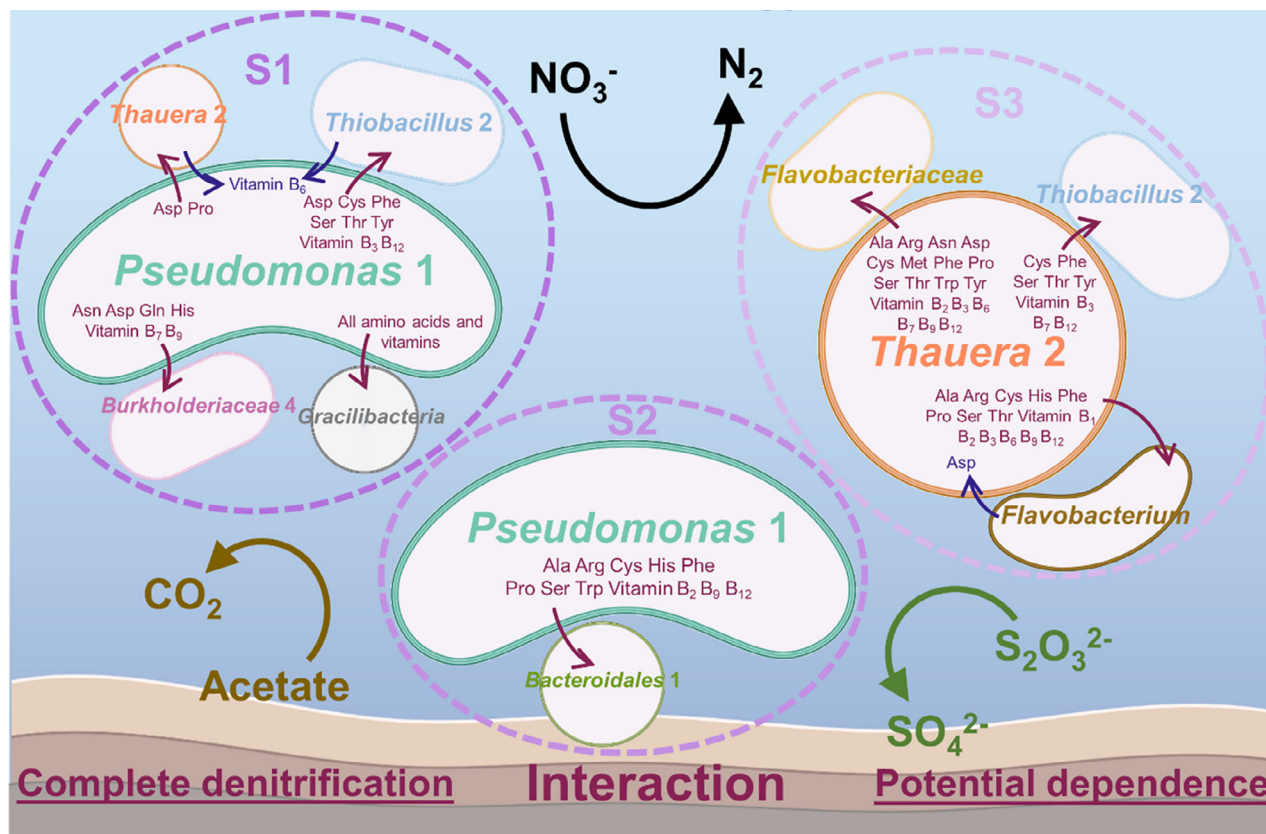 S1
Thauera 2
Thiobacillus 2
Vitamin B₆
Asp Pro
Asp Cys Phe
Ser Thr Tyr
Vitamin B₃ B₁₂
Pseudomonas 1
Asn Asp Gln His
Vitamin B₇ B₉
All amino acids and
vitamins
Burkholderiaceae 4
Gracilibacteria
NO₃⁻
N₂
S3
Flavobacteriaceae
Thiobacillus 2
Ala Arg Asn Asp
Cys Met Phe Pro
Ser Thr Trp Tyr
Vitamin B₂ B₃ B₆
B₇ B₉ B₁₂
Cys Phe
Ser Thr Tyr
Vitamin B₃
B₇ B₁₂
Thauera 2
Ala Arg Cys His Phe
Pro Ser Thr Vitamin B₁
B₂ B₃ B₆ B₉ B₁₂
Asp
Flavobacterium
S2
Pseudomonas 1
Ala Arg Cys His Phe
Pro Ser Trp Vitamin B₂ B₉ B₁₂
Bacteroidales 1
CO₂
Acetate
S₂O₃²⁻
SO₄²⁻
Complete denitrification
Interaction
Potential dependence